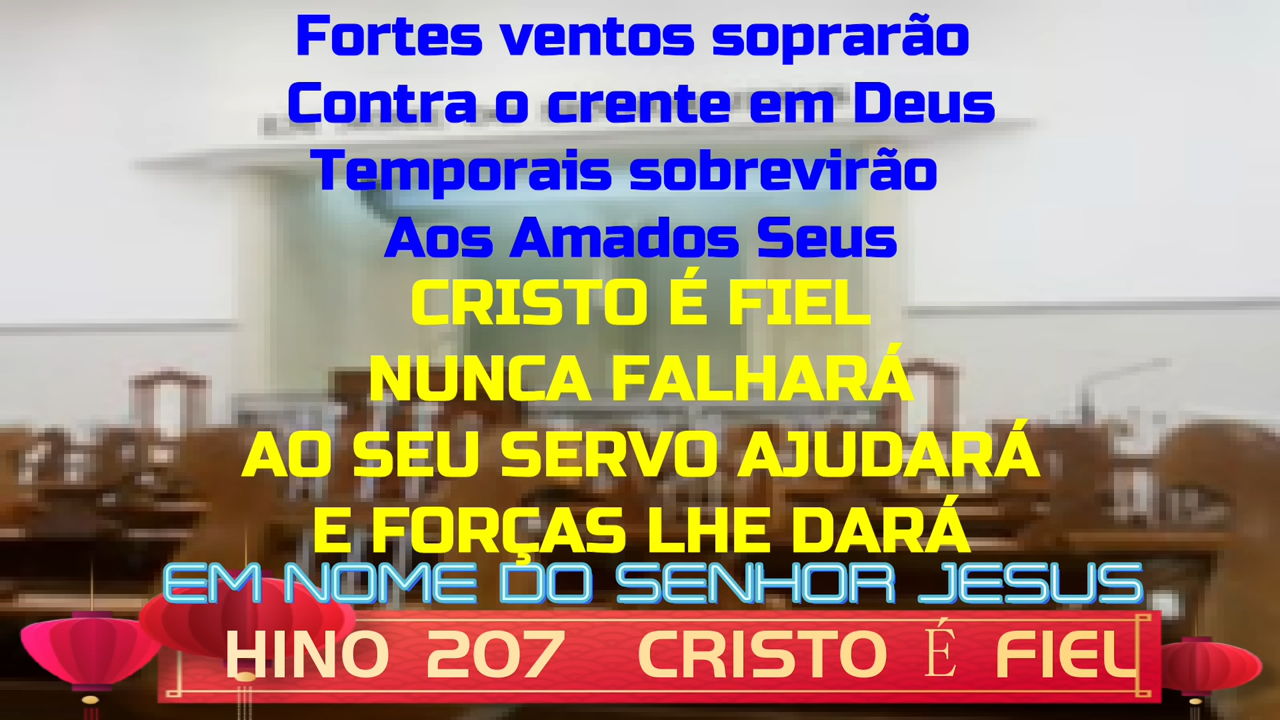 Fortes ventos soprarão
Contra o crente em Deus
Temporais sobrevirão
Aos Amados Seus
CRISTO É FIEL
NUNCA FALHARÁ
AO SEU SERVO AJUDARÁ
E FORÇAS LHE DARÁ
EM NOME DO SENHOR JESUS
HINO 207 CRISTO É FIEL